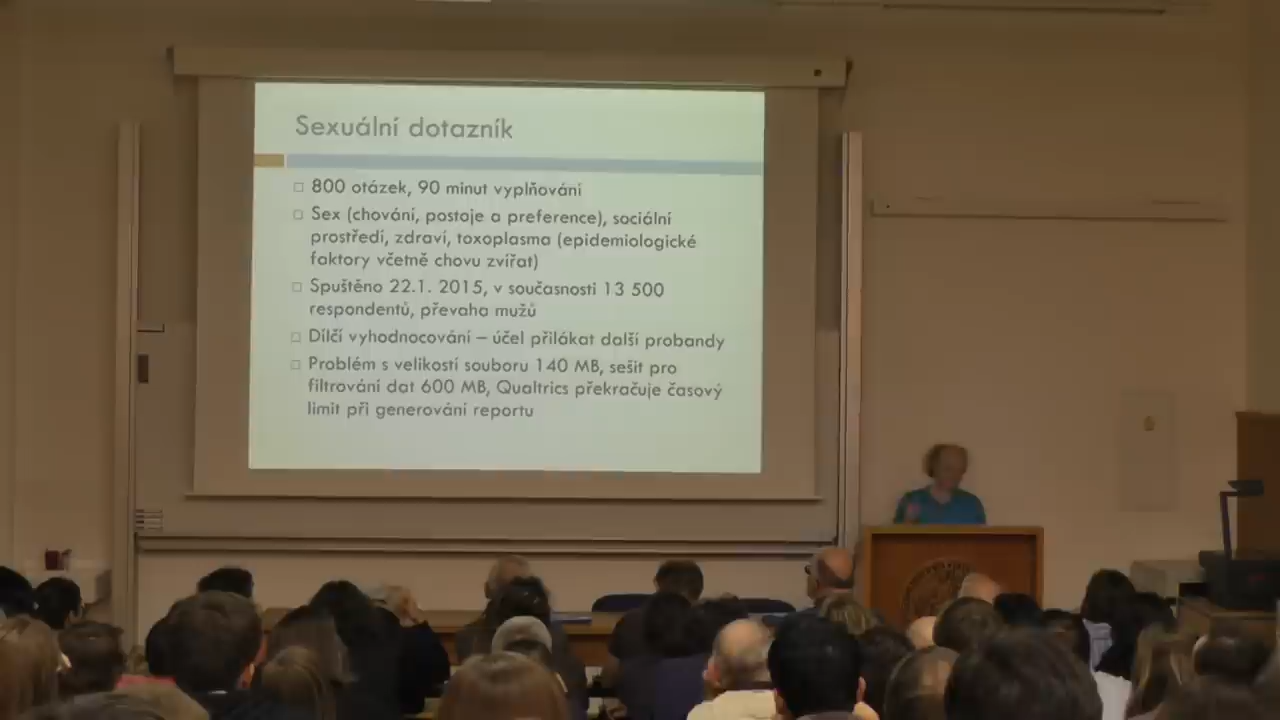 Sexuální dotazník
800 otázek, 90 minut vyplňování
Sex (chování, postoje a preference), sociální
prostředí, zdraví, toxoplasma (epidemiologické
faktory včetně chovu zvířat)
Spuštěno 22.1. 2015, v současnosti 13 500
respondentů, převaha mužů
Dílčí vyhodnocování – účel přilákat další probandy
Problém s velikostí souboru 140 MB, sešit pro
filtrování dat 600 MB, Qualtrics překračuje časový
limit při generování reportu